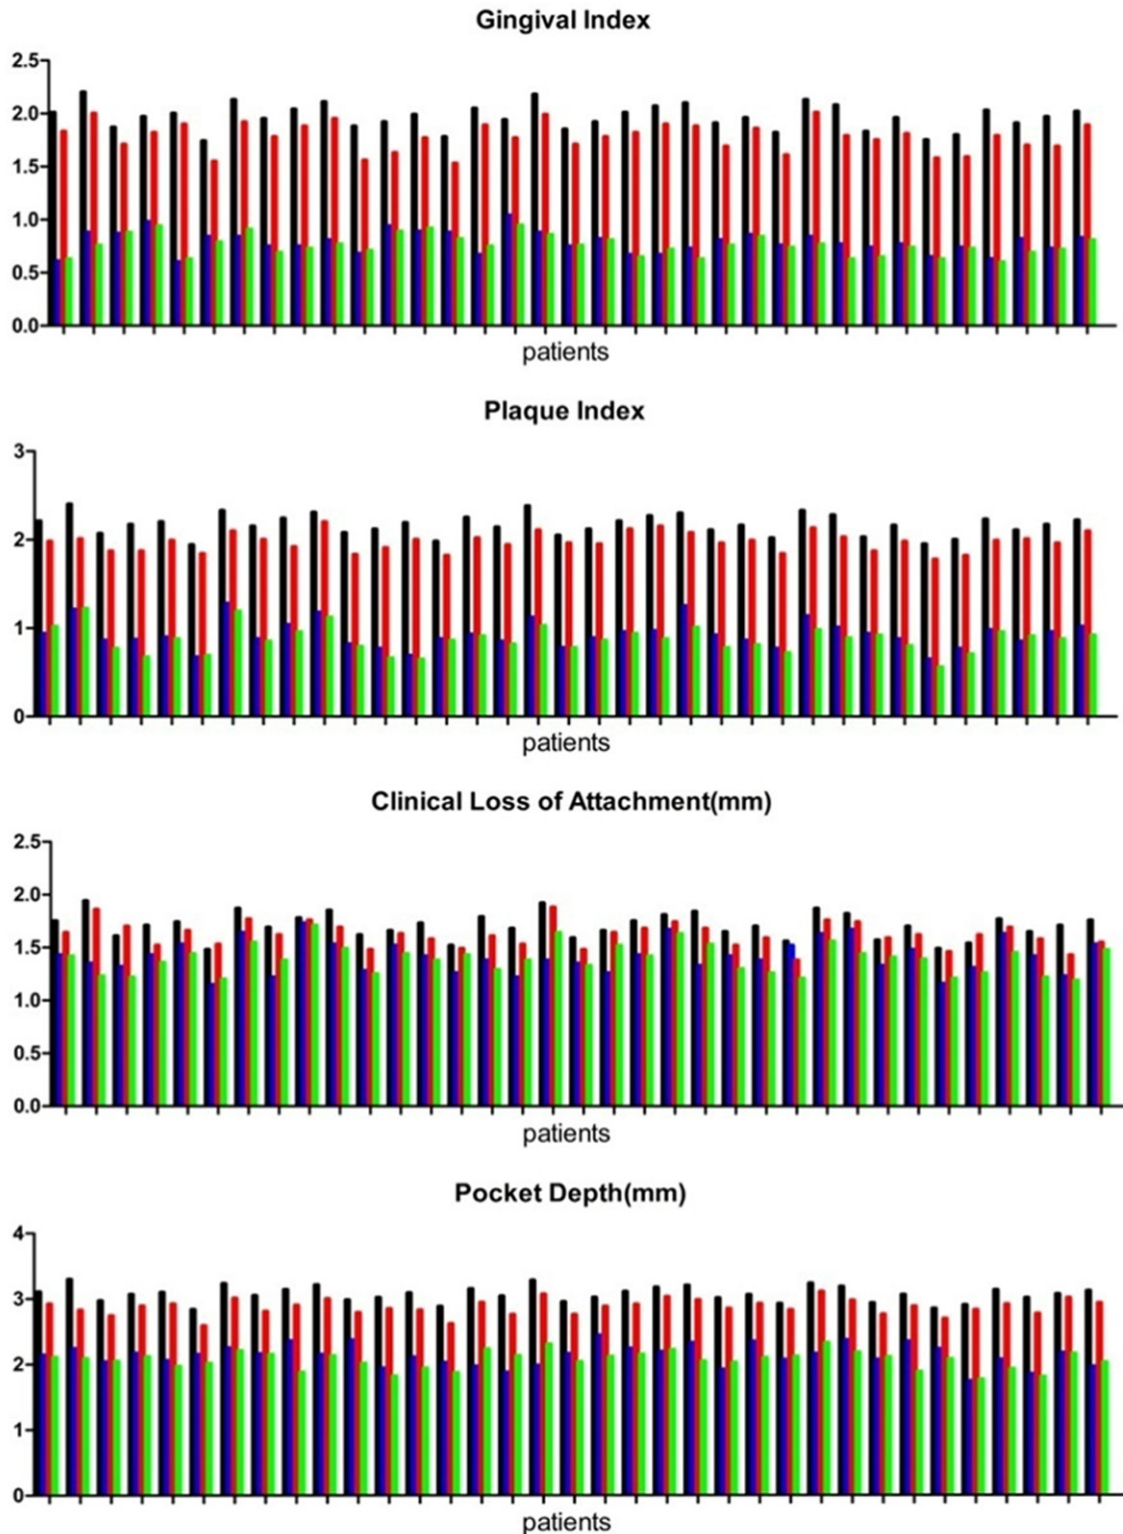 Gingival Index
2.5
2.0
1.5
1.0
0.5
0.0
patients
Plaque Index
3
2
1
0
patients
Clinical Loss of Attachment(mm)
2.5
2.0
1.5
1.0
0.5
0.0
patients
Pocket Depth(mm)
4
3
2
1
0
patients